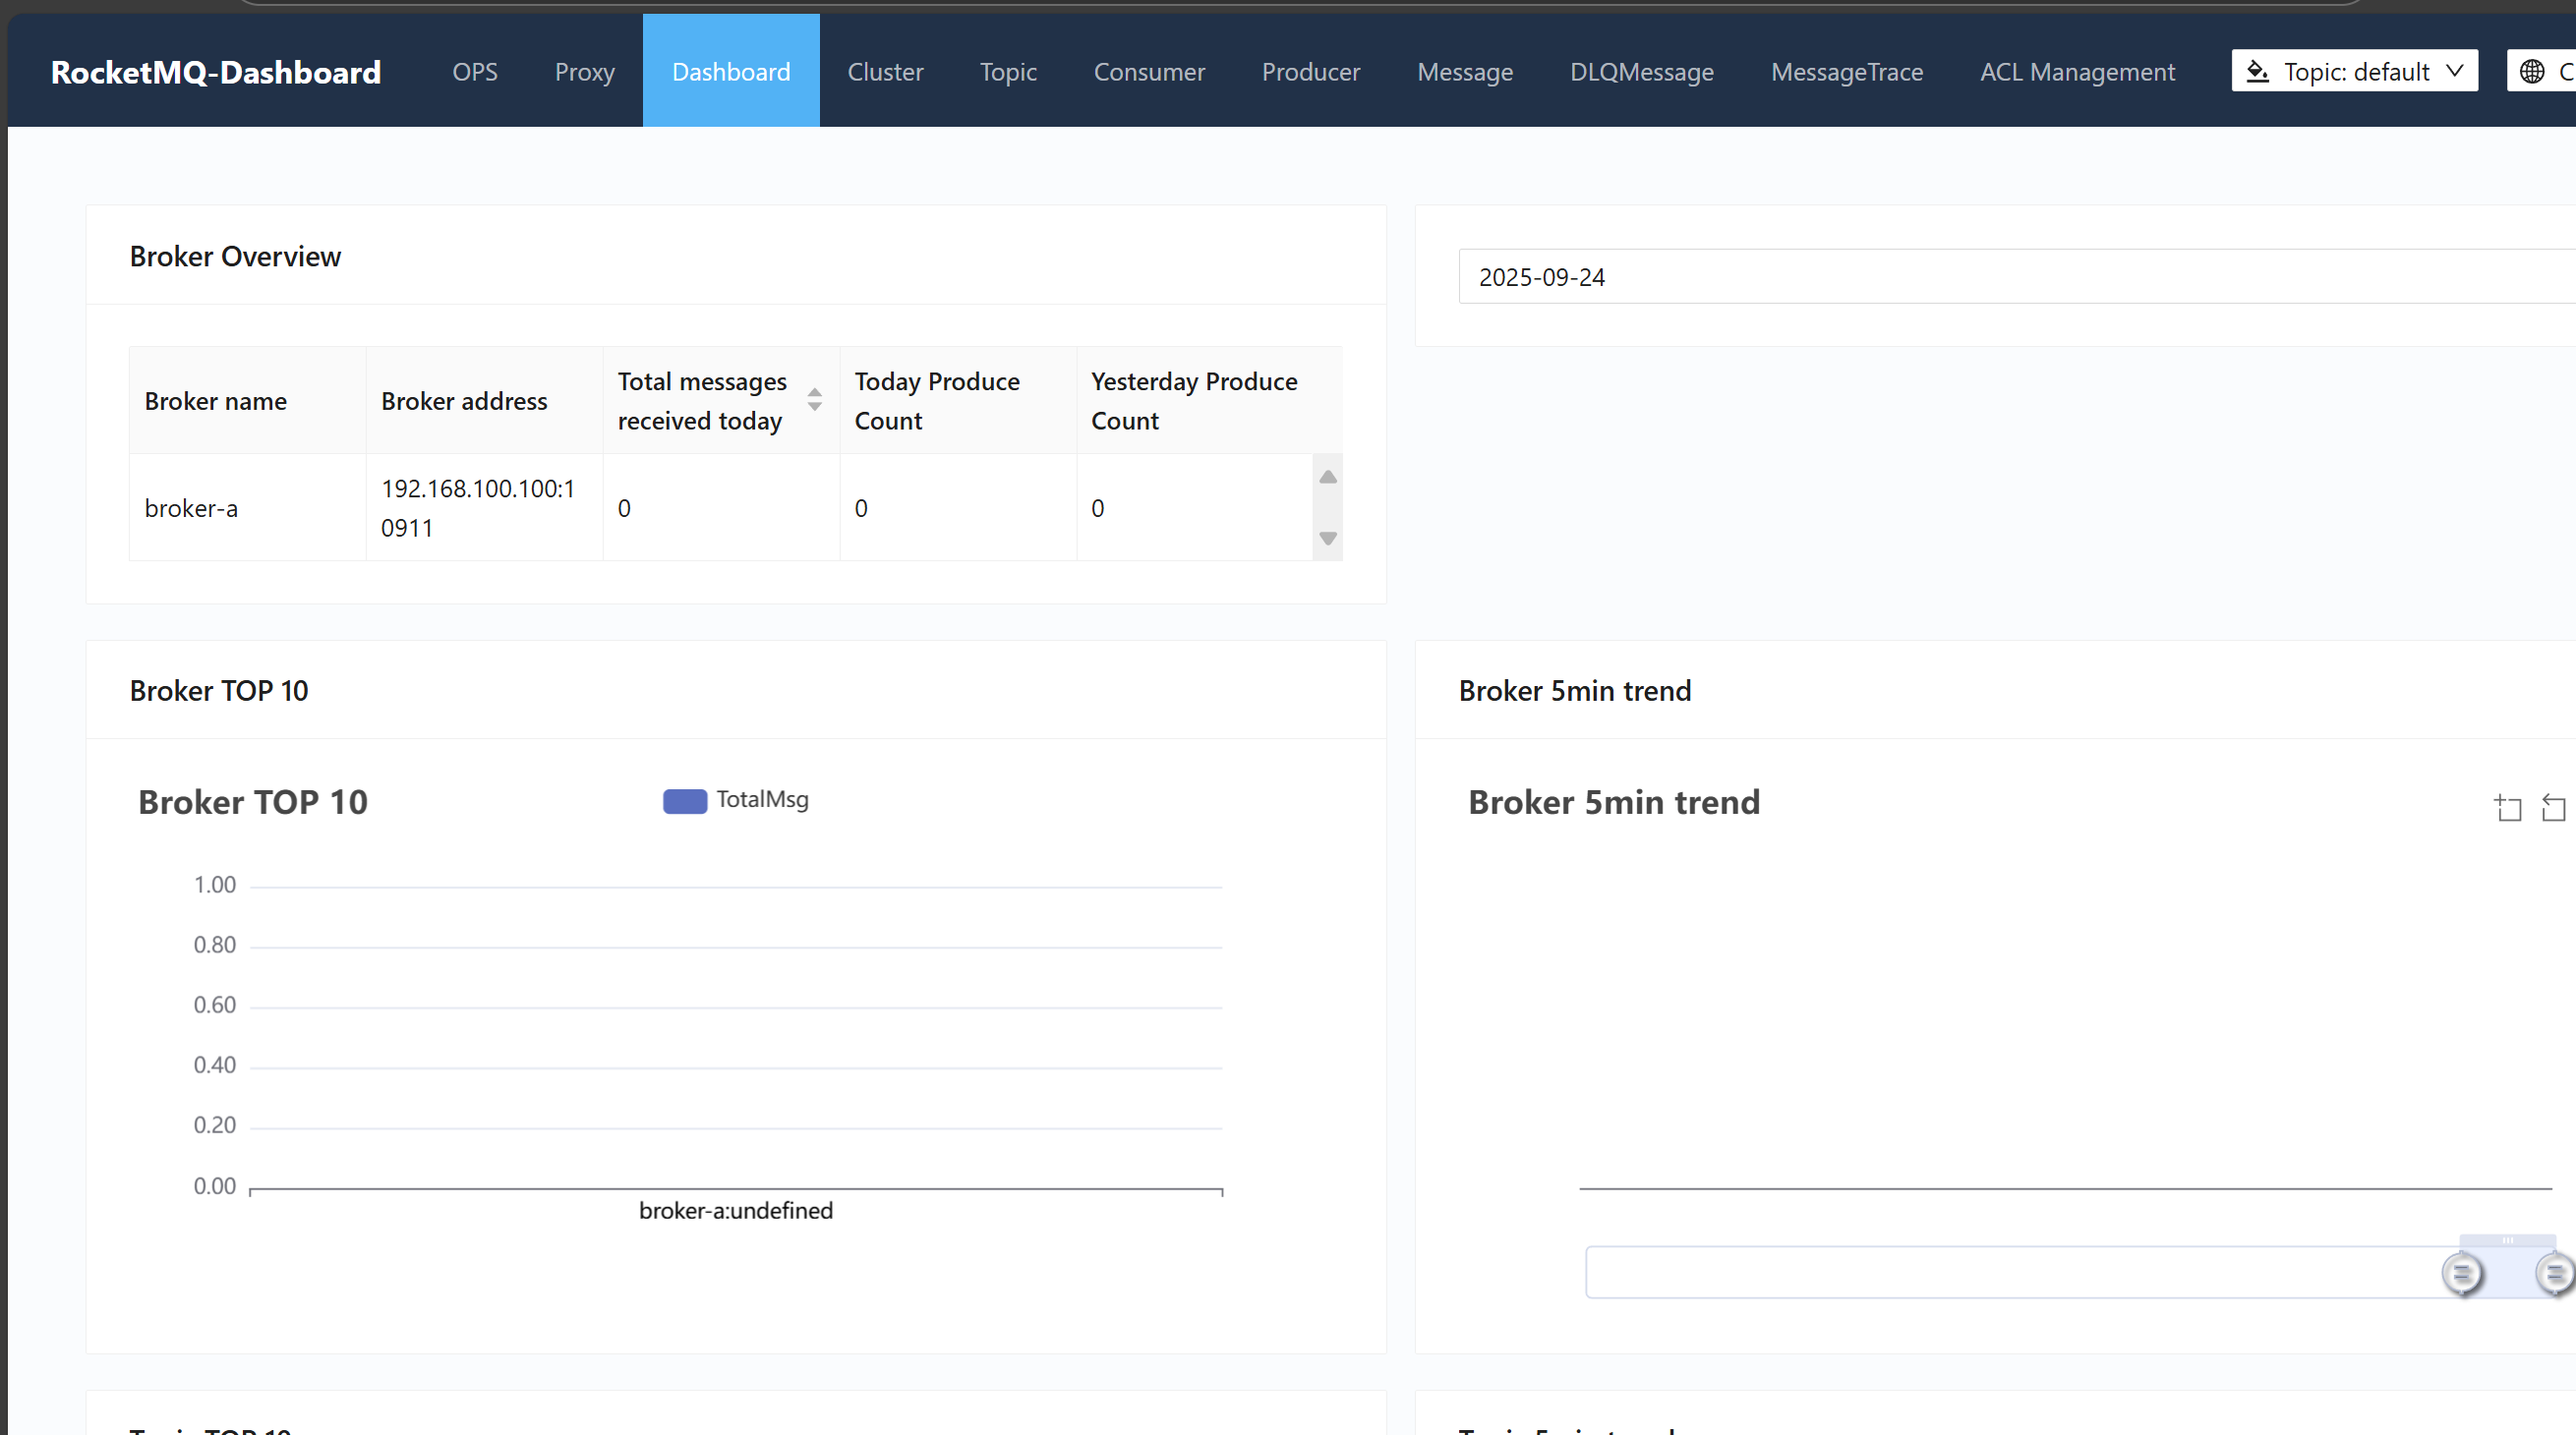 RocketMQ-Dashboard OPS Proxy Dashboard Cluster Topic Consumer Producer Message DLQMessage MessageTrace ACL Management Topic: default C
Broker Overview
2025-09-24
Broker name Broker address Total messages received today Today Produce Count Yesterday Produce Count
broker-a 192.168.100.100:10911 0 0 0
Broker TOP 10
Broker 5min trend
Broker TOP 10
TotalMsg
1.00
0.80
0.60
0.40
0.20
0.00
broker-a:undefined
Broker 5min trend